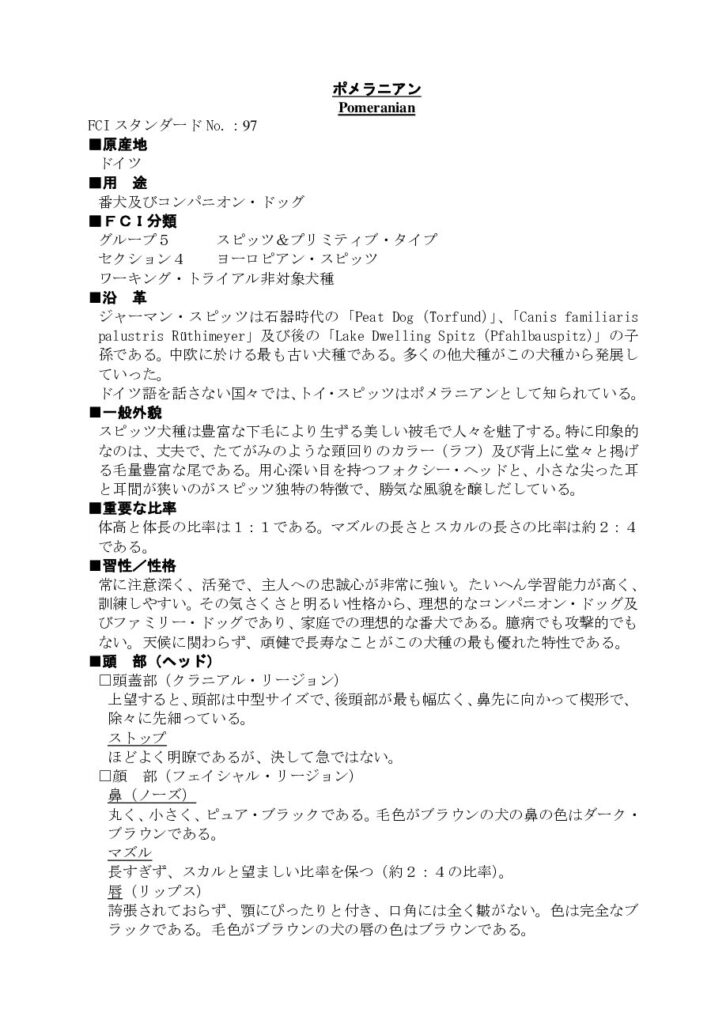 ポメラニアン
Pomeranian
FCI スタンダード No. : 97
■原産地
ドイツ
■用　途
番犬及びコンパニオン・ドッグ
■ＦＣＩ分類
グループ５　　スピッツ＆プリミティブ・タイプ
セクション４　　ヨーロピアン・スピッツ
ワーキング・トライアル非対象犬種
■沿　革
ジャーマン・スピッツは石器時代の「Peat Dog (Torfund)」、「Canis familiaris
palustris Rüthimeyer」及び後の「Lake Dwelling Spitz (Pfahlbauspitz)」の子
孫である。中欧に於ける最も古い犬種である。多くの他犬種がこの犬種から発展し
ていった。
ドイツ語を話さない国々では、トイ・スピッツはポメラニアンとして知られている。
■一般外貌
スピッツ犬種は豊富な下毛により生ずる美しい被毛で人々を魅了する。特に印象的
なのは、丈夫で、たてがみのような頸回りのカラー（ラフ）及び背上に堂々と掲げ
る毛量豊富な尾である。用心深い目を持つフォクシー・ヘッドと、小さな尖った耳
と耳間が狭いのがスピッツ独特の特徴で、勝気な風貌を醸しだしている。
■重要な比率
体高と体長の比率は１：１である。マズルの長さとスカルの長さの比率は約２：４
である。
■習性／性格
常に注意深く、活発で、主人への忠誠心が非常に強い。たいへん学習能力が高く、
訓練しやすい。その気さくさと明るい性格から、理想的なコンパニオン・ドッグ及
びファミリー・ドッグであり、家庭での理想的な番犬である。臆病でも攻撃的でも
ない。天候に関わらず、頑健で長寿なことがこの犬種の最も優れた特性である。
■頭　部（ヘッド）
□頭蓋部（クラニアル・リージョン）
上望すると、頭部は中型サイズで、後頭部が最も幅広く、鼻先に向かって楔形で、
除々に先細っている。
ストップ
ほどよく明瞭であるが、決して急ではない。
□顔　部（フェイシャル・リージョン）
鼻（ノーズ）
丸く、小さく、ピュア・ブラックである。毛色がブラウンの犬の鼻の色はダーク・
ブラウンである。
マズル
長すぎず、スカルと望ましい比率を保つ（約２：４の比率）。
唇（リップス）
誇張されておらず、顎にぴったりと付き、口角には全く皺がない。色は完全なブ
ラックである。毛色がブラウンの犬の唇の色はブラウンである。